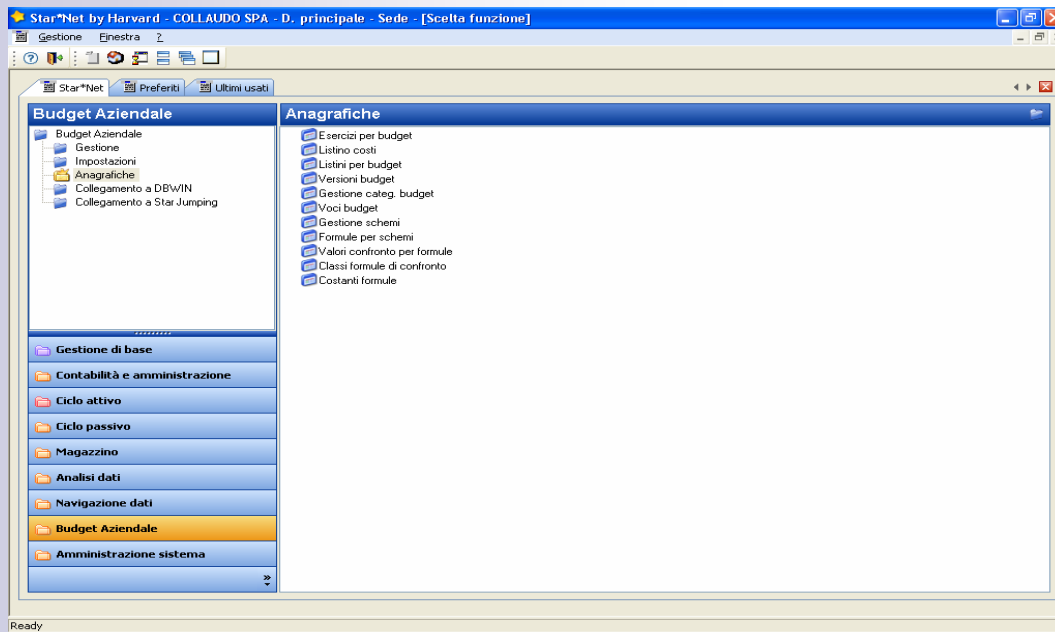 Star*Net by Harvard - COLLAUDO SPA - D. principale - Sede - [Scelta funzione]
Gestione Finestra ?
Star*Net Preferiti Ultimi usati
Budget Aziendale
Budget Aziendale
Gestione
Impostazioni
Anagrafiche
Collegamento a DBWIN
Collegamento a Star Jumping
Gestione di base
Contabilità e amministrazione
Ciclo attivo
Ciclo passivo
Magazzino
Analisi dati
Navigazione dati
Budget Aziendale
Amministrazione sistema
Anagrafiche
Esercizi per budget
Listino costi
Listini per budget
Versioni budget
Gestione categ. budget
Voci budget
Gestione schemi
Formule per schemi
Valori confronto per formule
Classi formule di confronto
Costanti formule
Ready